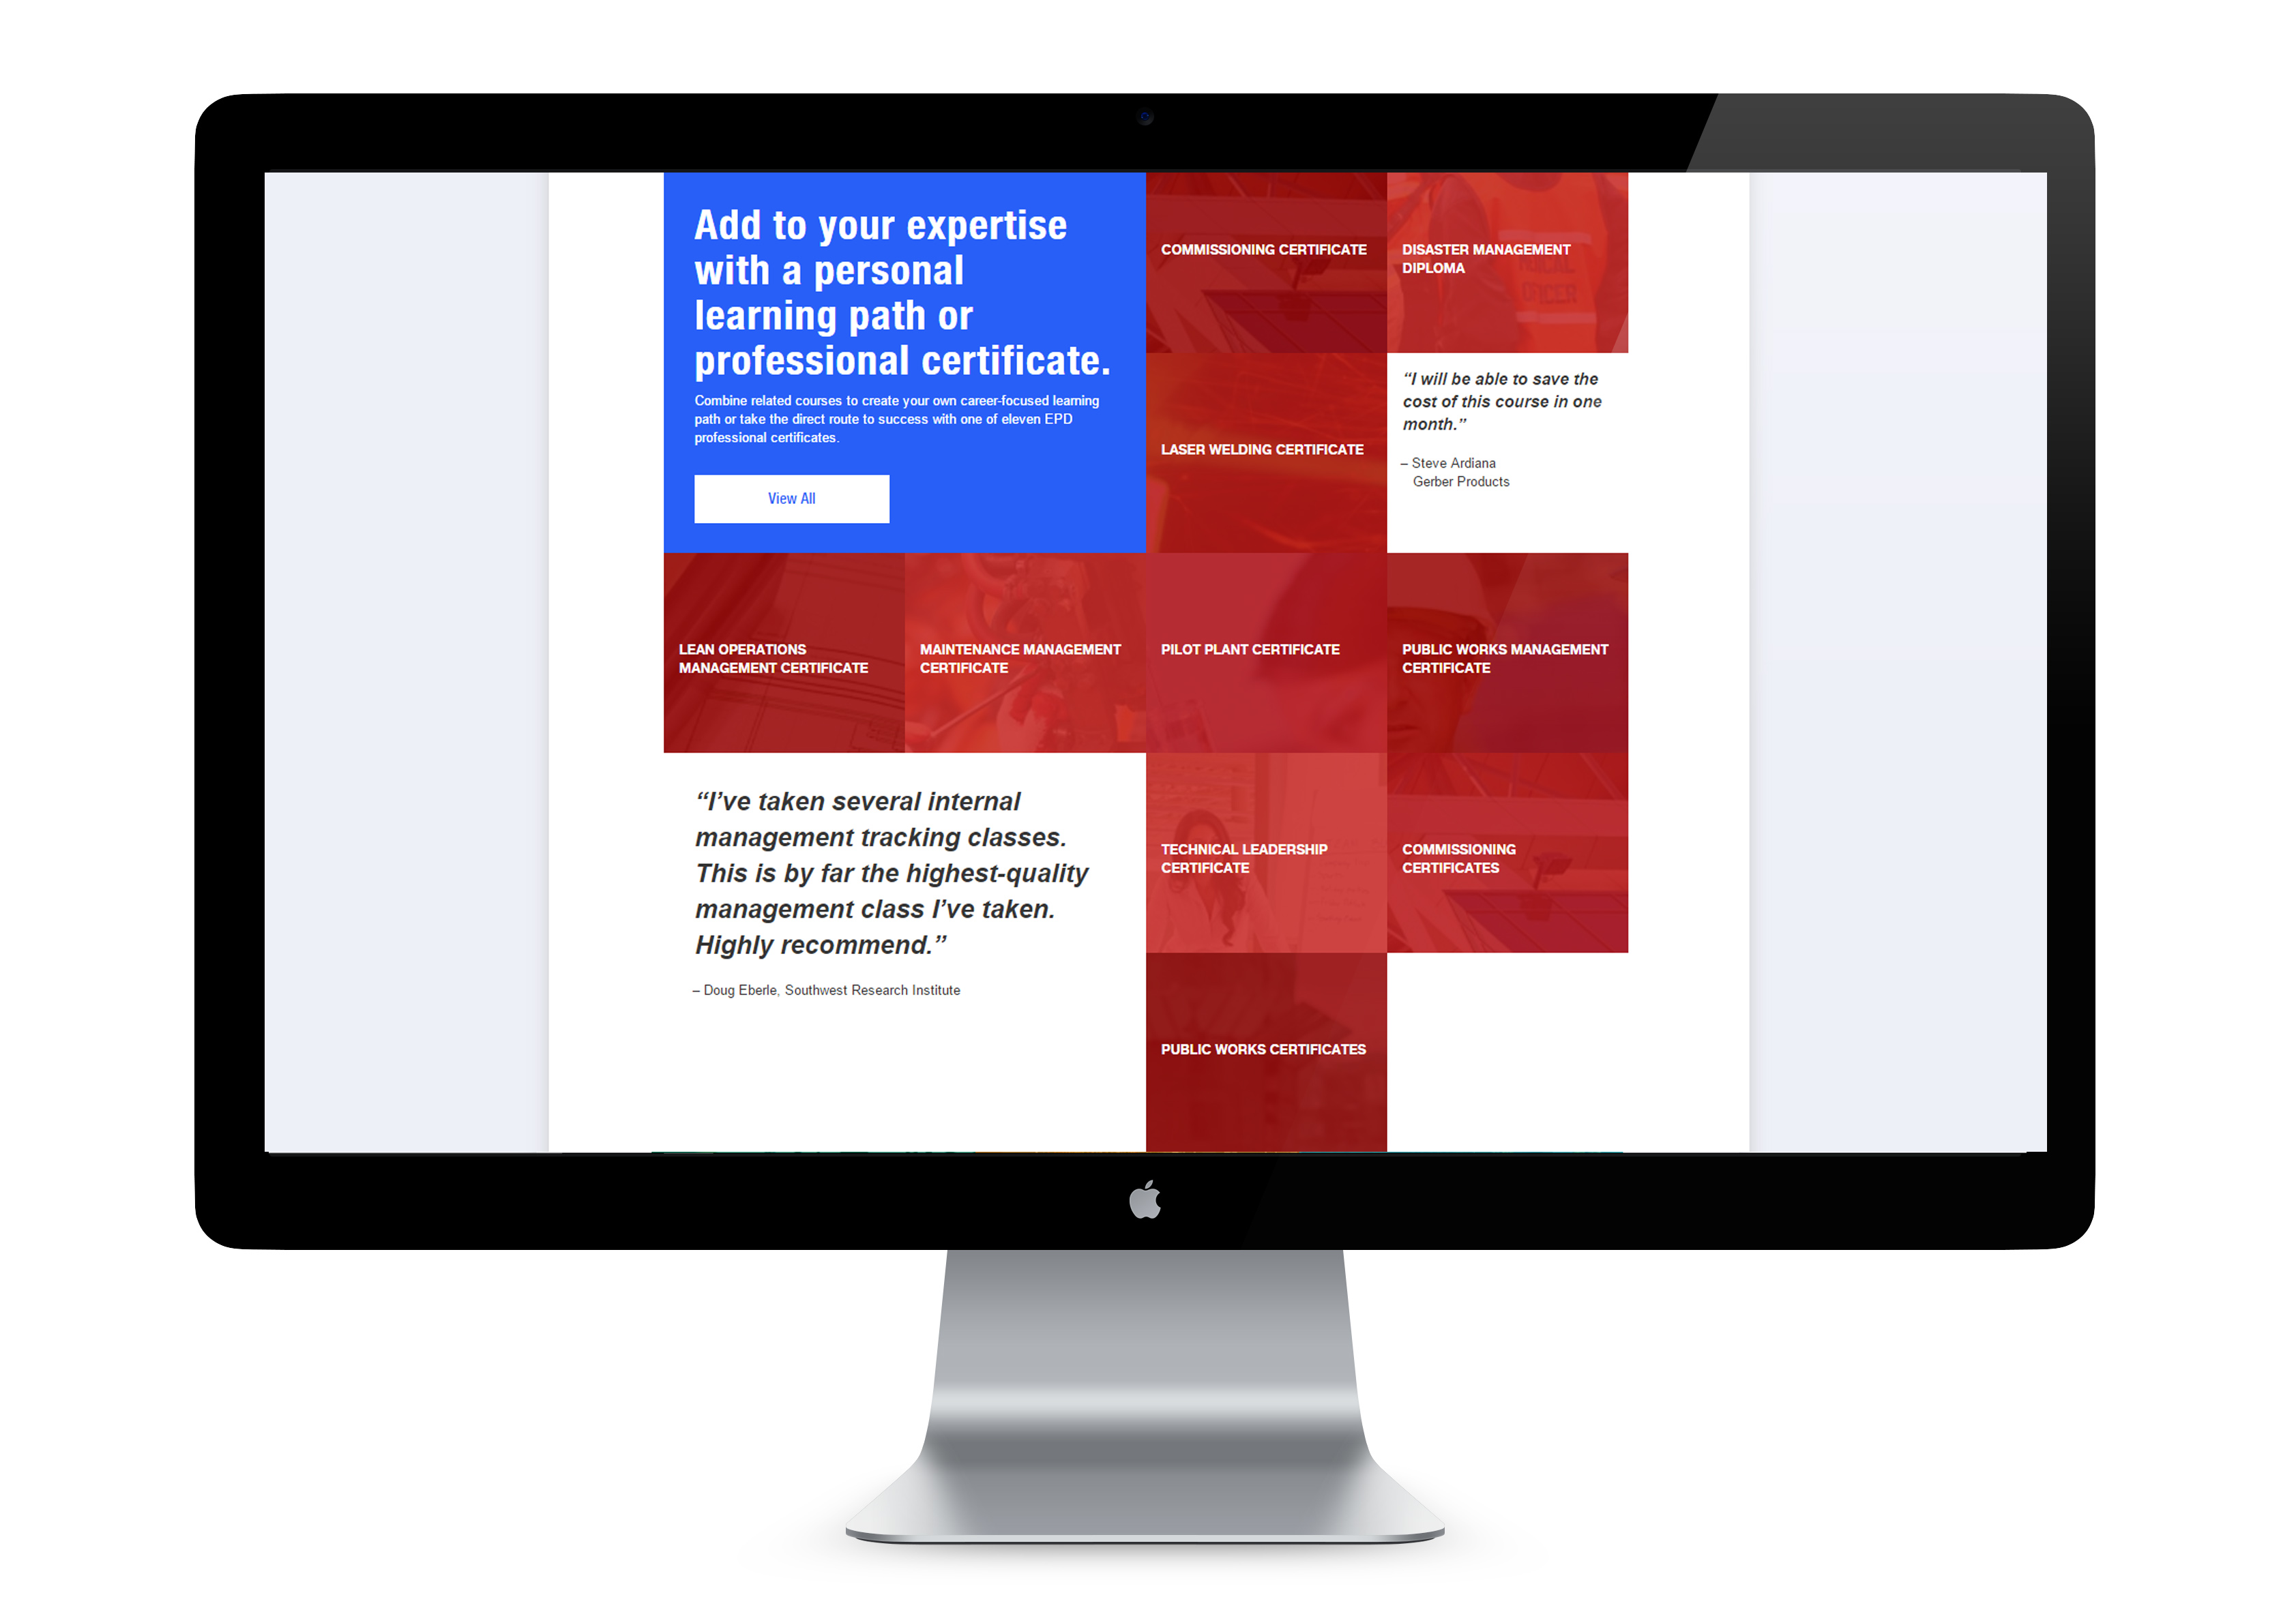 Add to your expertise
with a personal
learning path or
professional certificate.
Combine related courses to create your own career-focused learning
path or take the direct route to success with one of eleven EPD
professional certificates.
View All
COMMISSIONING CERTIFICATE
DISASTER MANAGEMENT
DIPLOMA
LASER WELDING CERTIFICATE
“I will be able to save the
cost of this course in one
month.”
– Steve Ardiana
Gerber Products
LEAN OPERATIONS
MANAGEMENT CERTIFICATE
MAINTENANCE MANAGEMENT
CERTIFICATE
PILOT PLANT CERTIFICATE
PUBLIC WORKS MANAGEMENT
CERTIFICATE
“I’ve taken several internal
management tracking classes.
This is by far the highest-quality
management class I’ve taken.
Highly recommend.”
– Doug Eberle, Southwest Research Institute
TECHNICAL LEADERSHIP
CERTIFICATE
COMMISSIONING
CERTIFICATES
PUBLIC WORKS CERTIFICATES